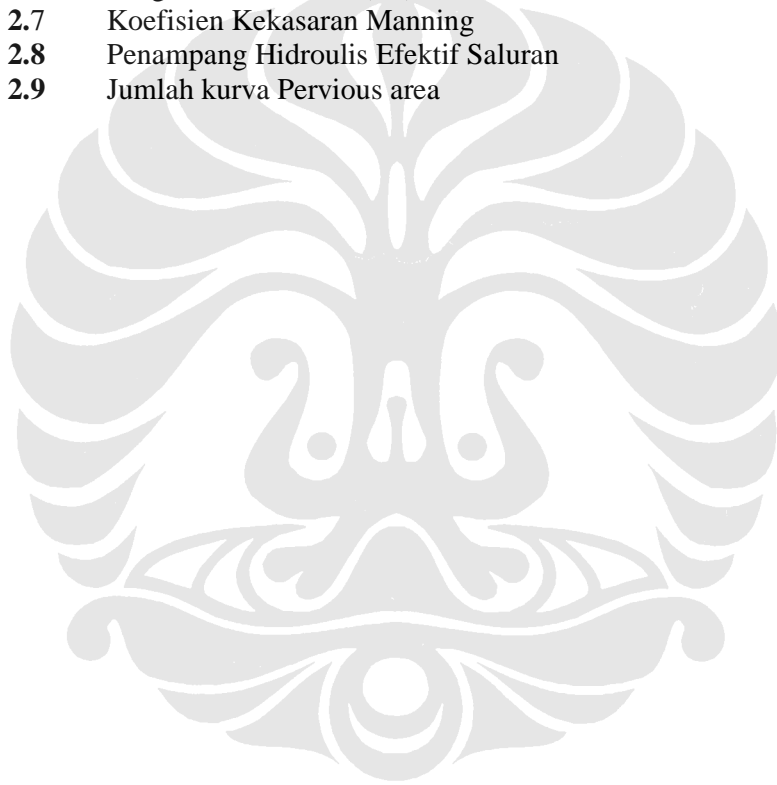 2.7 Koefisien Kekasaran Manning
2.8 Penampang Hidroulis Efektif Saluran
2.9 Jumlah kurva Pervious area